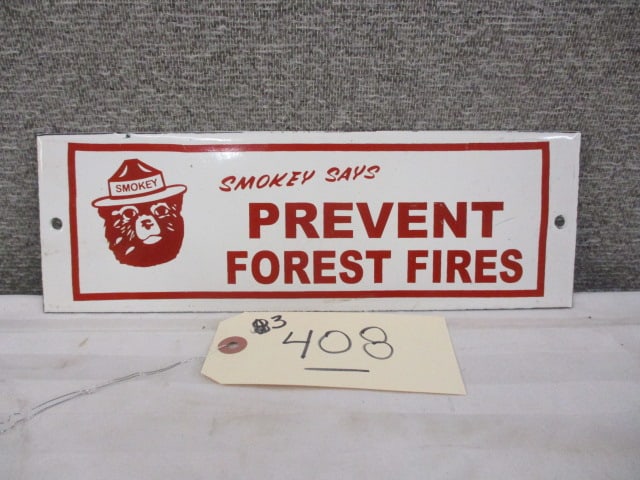 SMOKEY
SMOKEY SAYS
PREVENT
FOREST FIRES
408